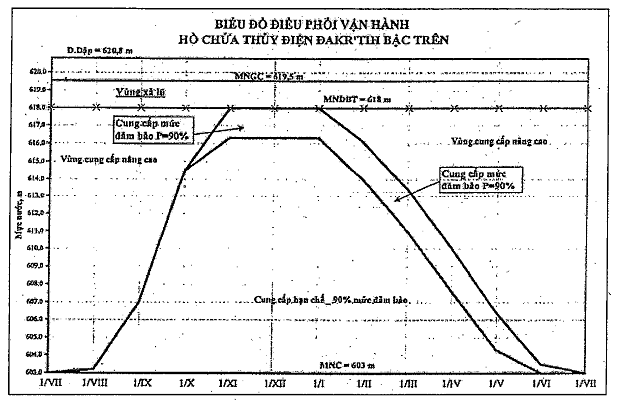 BIỂU ĐỒ ĐIỀU PHỐI VẬN HÀNH
HỒ CHỨA THỦY ĐIỆN ĐAKR'TIH BẬC TRÊN
Đ.Đập = 620,8 m
MNGC = 619,5 m
Vùng xả lũ
MNDBT = 618 m
Cung cấp mức
đảm bảo P=90%
Vùng cung cấp nâng cao
Vùng cung cấp nâng cao
Cung cấp mức
đảm bảo P=90%
Cung cấp hạn chế _ 90% mức đảm bảo
MNC = 603 m
Mực nước, m
620,0
619,0
618,0
617,0
616,0
615,0
614,0
613,0
612,0
611,0
610,0
609,0
608,0
607,0
606,0
605,0
604,0
603,0
1/VII 1/VIII 1/IX 1/X 1/XI 1/XII 1/I 1/II 1/III 1/IV 1/V 1/VI 1/VII